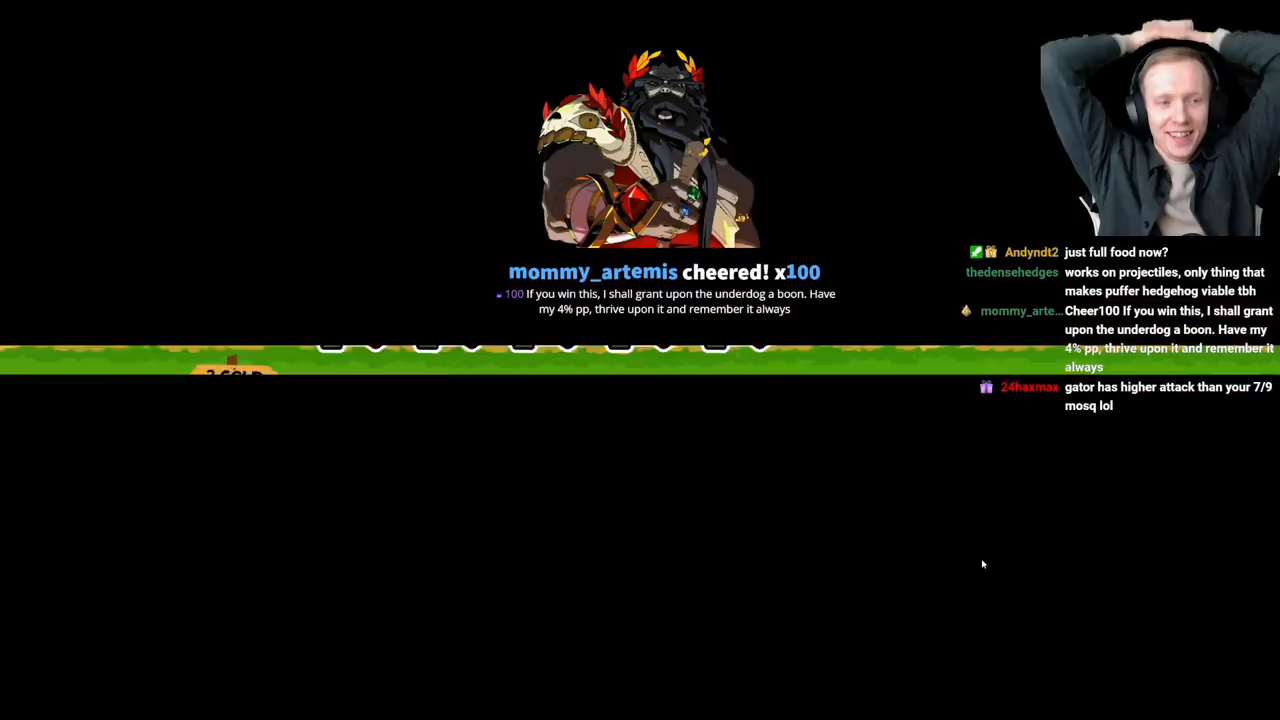 mommy_artemis cheered! x100
100 If you win this, I shall grant upon the underdog a boon. Have
my 4% pp, thrive upon it and remember it always
Andyndt2 just full food now?
thedensehedges works on projectiles, only thing that
makes puffer hedgehog viable tbh
mommy_arte... Cheer100 If you win this, I shall grant
upon the underdog a boon. Have my
4% pp, thrive upon it and remember it
always
24haxmax gator has higher attack than your 7/9
mosq lol